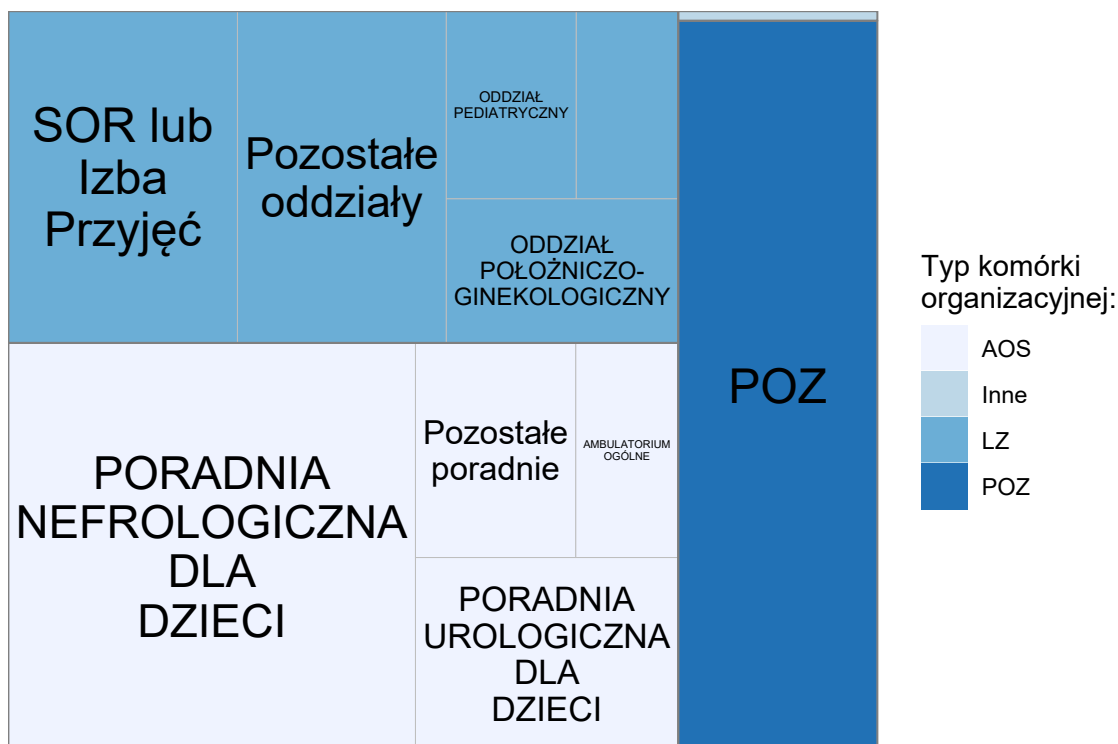 SOR lub
Izba
Przyjęć
Pozostałe
oddziały
ODDZIAŁ
PEDIATRYCZNY
ODDZIAŁ
POŁOŻNICZO-
GINEKOLOGICZNY
PORADNIA
NEFROLOGICZNA
DLA
DZIECI
Pozostałe
poradnie
AMBULATORIUM
OGÓLNE
PORADNIA
UROLOGICZNA
DLA
DZIECI
POZ
Typ komórki
organizacyjnej:
AOS
Inne
LZ
POZ